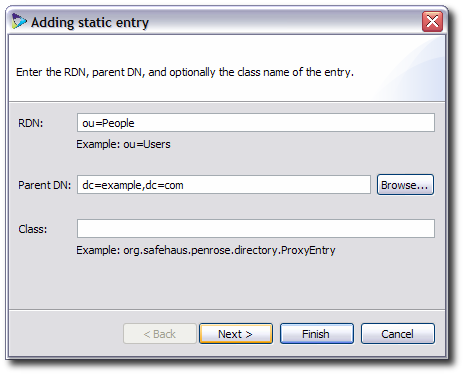 Adding static entry
Enter the RDN, parent DN, and optionally the class name of the entry.
RDN: ou=People
Example: ou=Users
Parent DN: dc=example,dc=com Browse...
Class:
Example: org.safehaus.penrose.directory.ProxyEntry
< Back Next > Finish Cancel